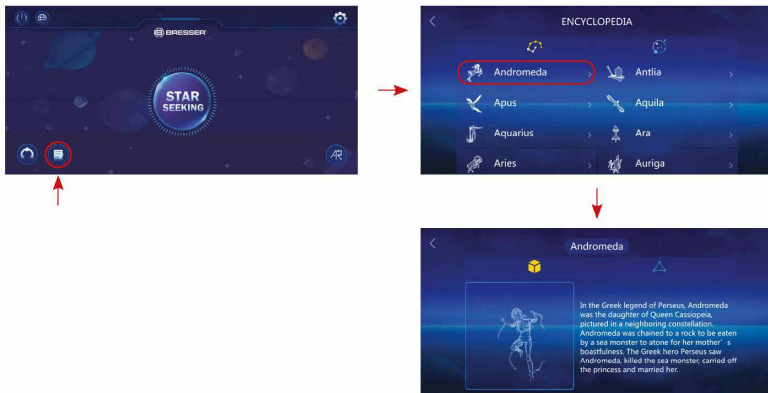 BRESSER
STAR
SEEKING
AR
ENCYCLOPEDIA
Andromeda
Antlia
Apus
Aquila
Aquarius
Ara
Aries
Auriga
Andromeda
In the Greek legend of Perseus, Andromeda
was the daughter of Queen Cassiopeia,
pictured in a neighboring constellation.
Andromeda was chained to a rock to be eaten
by a sea monster to atone for her mother' s
boastfulness. The Greek hero Perseus saw
Andromeda, killed the sea monster, carried off
the princess and married her.